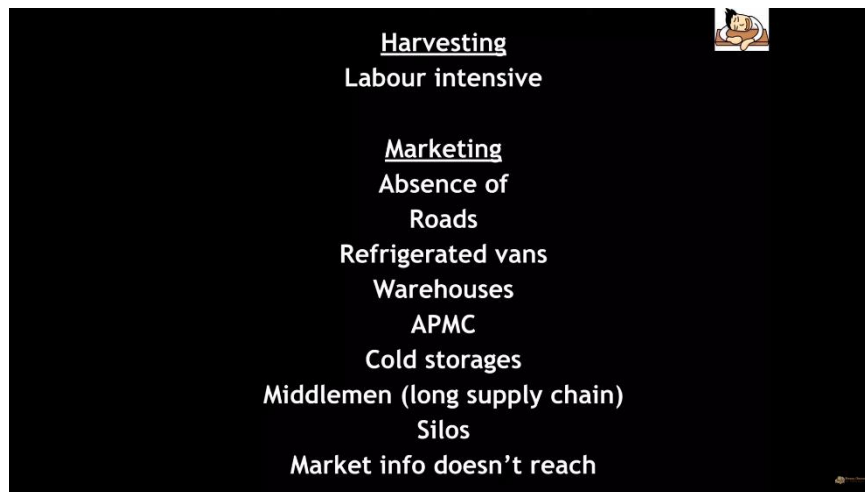 Harvesting
Labour intensive
Marketing
Absence of
Roads
Refrigerated vans
Warehouses
APMC
Cold storages
Middlemen (long supply chain)
Silos
Market info doesn't reach